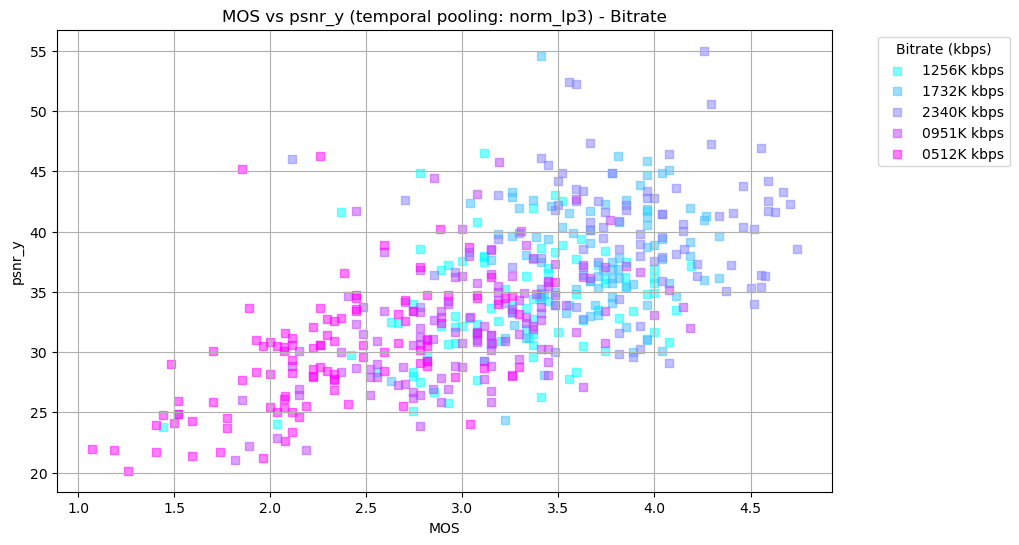 MOS vs psnr_y (temporal pooling: norm_lp3) - Bitrate
Bitrate (kbps)
1256K kbps
1732K kbps
2340K kbps
0951K kbps
0512K kbps
psnr_y
55
50
45
40
35
30
25
20
1.0 1.5 2.0 2.5 3.0 3.5 4.0 4.5
MOS